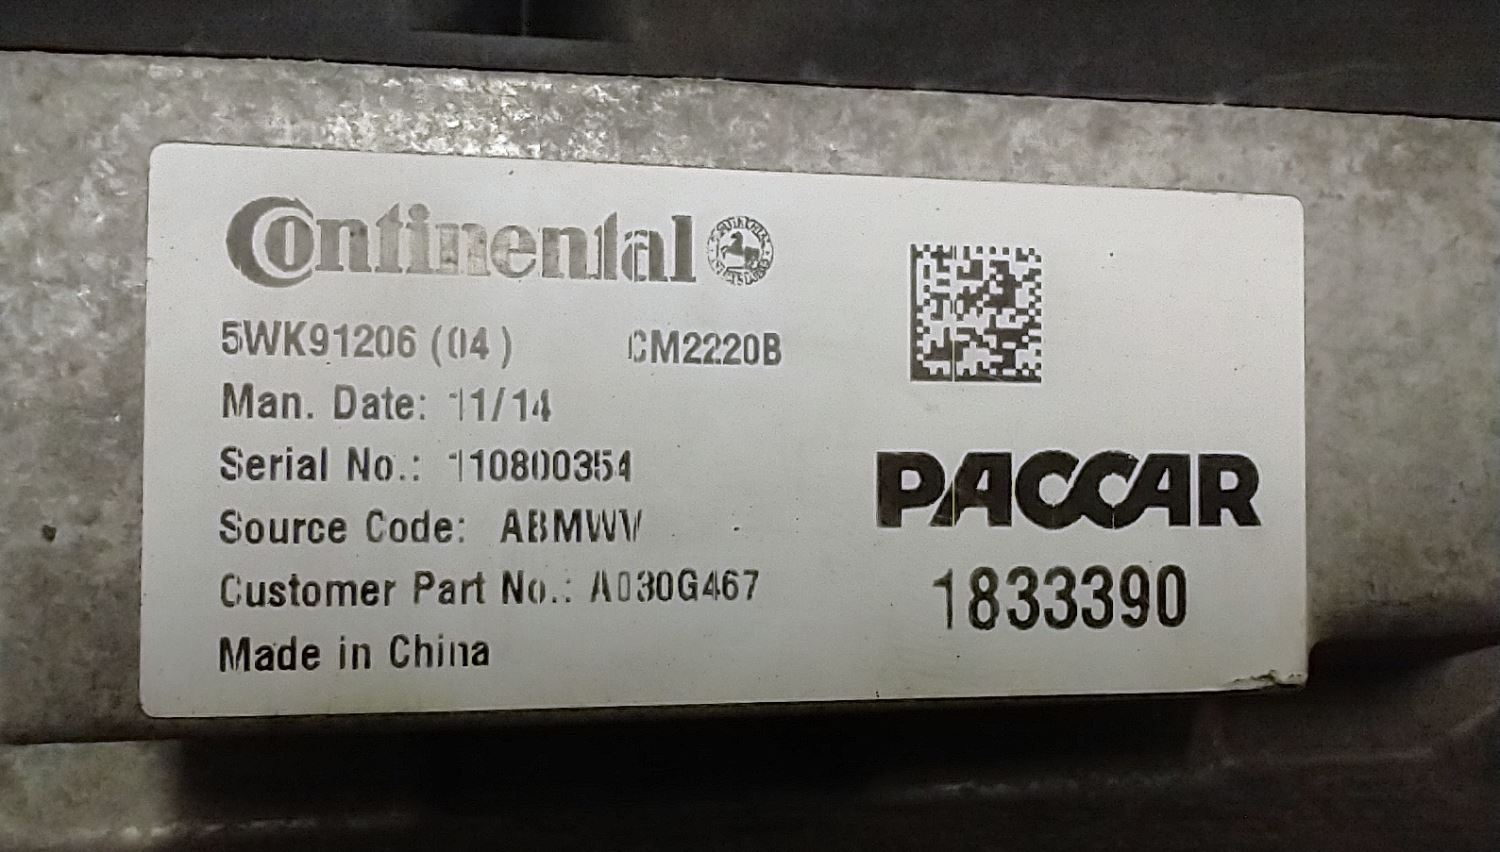 Continental
5WK91206 (04) CM2220B
Man. Date: 11/14
Serial No.: 110800354
Source Code: ABMWV
Customer Part No.: A030G467
Made in China
PACCAR
1833390